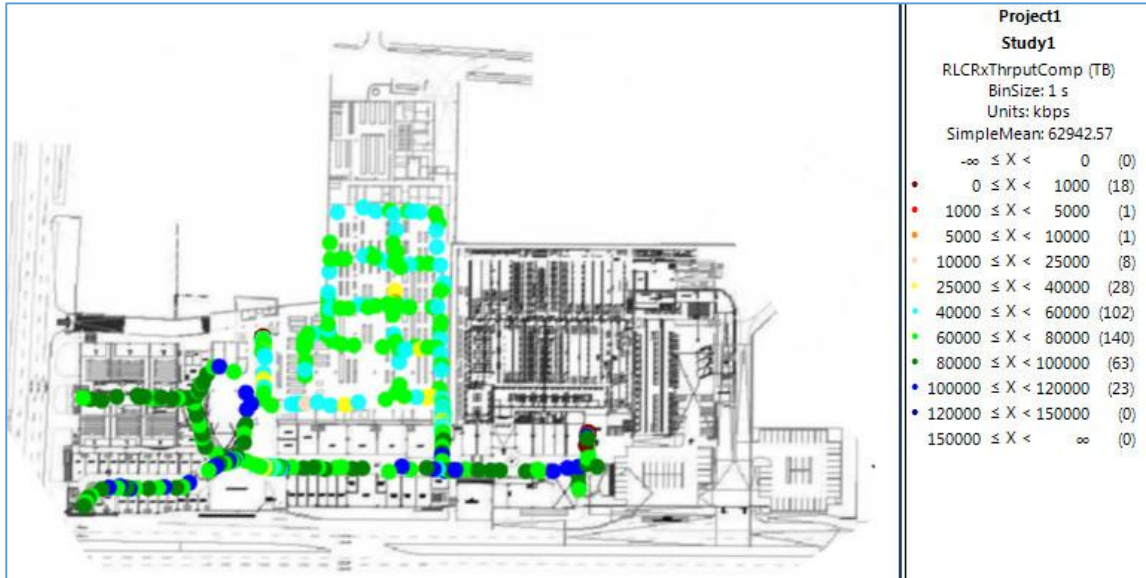 Project1
Study1
RLCRxThrputComp (TB)
BinSize: 1 s
Units: kbps
SimpleMean: 62942.57
-∞ ≤ X < 0 (0)
0 ≤ X < 1000 (18)
1000 ≤ X < 5000 (1)
5000 ≤ X < 10000 (1)
10000 ≤ X < 25000 (8)
25000 ≤ X < 40000 (28)
40000 ≤ X < 60000 (102)
60000 ≤ X < 80000 (140)
80000 ≤ X < 100000 (63)
100000 ≤ X < 120000 (23)
120000 ≤ X < 150000 (0)
150000 ≤ X < ∞ (0)